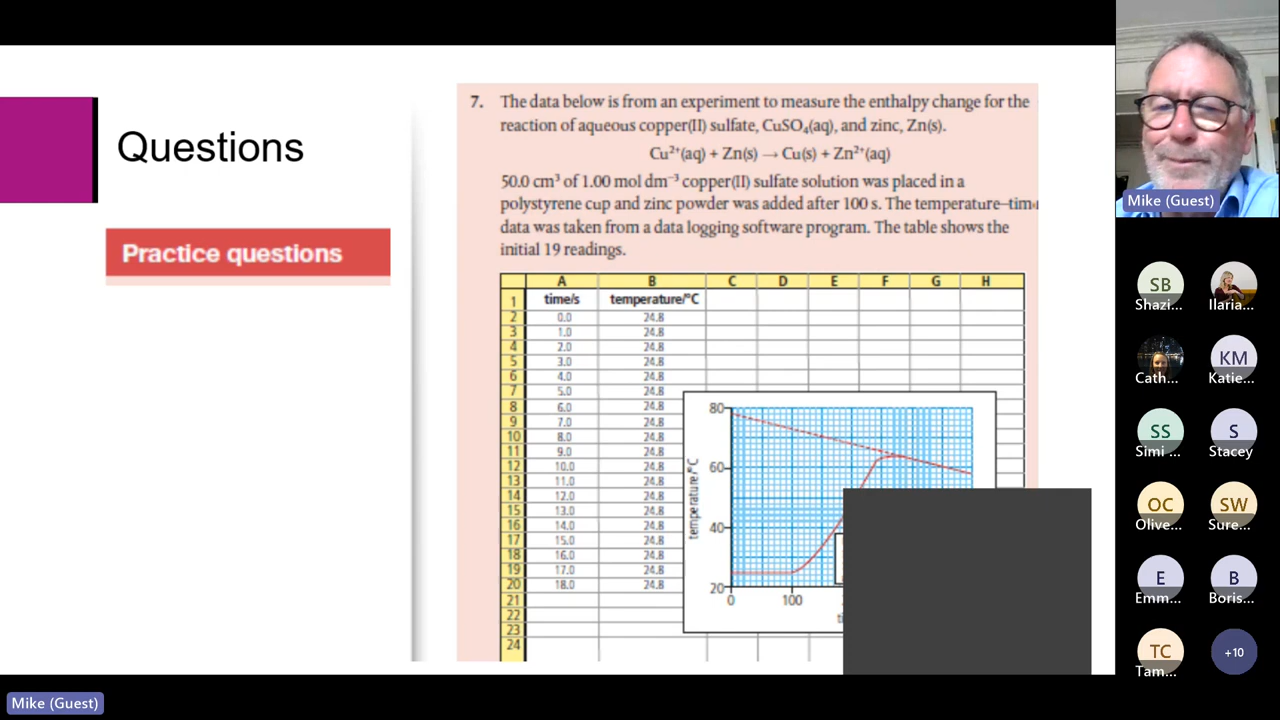 Questions
Practice questions
7. The data below is from an experiment to measure the enthalpy change for the
reaction of aqueous copper(II) sulfate, CuSO₄(aq), and zinc, Zn(s).
Cu²⁺(aq) + Zn(s) → Cu(s) + Zn²⁺(aq)
50.0 cm³ of 1.00 mol dm⁻³ copper(II) sulfate solution was placed in a
polystyrene cup and zinc powder was added after 100 s. The temperature–tim
data was taken from a data logging software program. The table shows the
initial 19 readings.
A B C D E F G H
1 time/s temperature/°C
2 0.0 24.8
3 1.0 24.8
4 2.0 24.8
5 3.0 24.8
6 4.0 24.8
7 5.0 24.8
8 6.0 24.8
9 7.0 24.8
10 8.0 24.8
11 9.0 24.8
12 10.0 24.8
13 11.0 24.8
14 12.0 24.8
15 13.0 24.8
16 14.0 24.8
17 15.0 24.8
18 16.0 24.8
19 17.0 24.8
20 18.0 24.8
21
22
23
24
temperature/°C
80
60
40
20
0 100
Mike (Guest)
SB
Shazi...
Ilaria...
Cath...
KM
Katie...
SS
Simi ...
S
Stacey
OC
Olive...
SW
Sure...
E
Emm...
B
Boris...
TC
Tam...
+10
Mike (Guest)